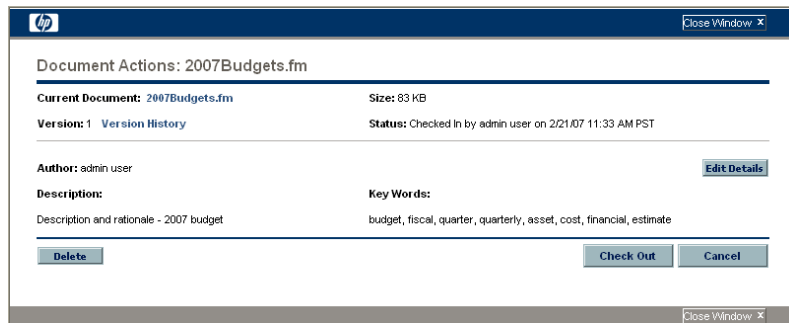 hp
Close Window x
Document Actions: 2007Budgets.fm
Current Document: 2007Budgets.fm Size: 83 KB
Version: 1 Version History Status: Checked In by admin user on 2/21/07 11:33 AM PST
Author: admin user Edit Details
Description: Key Words:
Description and rationale - 2007 budget budget, fiscal, quarter, quarterly, asset, cost, financial, estimate
Delete Check Out Cancel
Close Window x